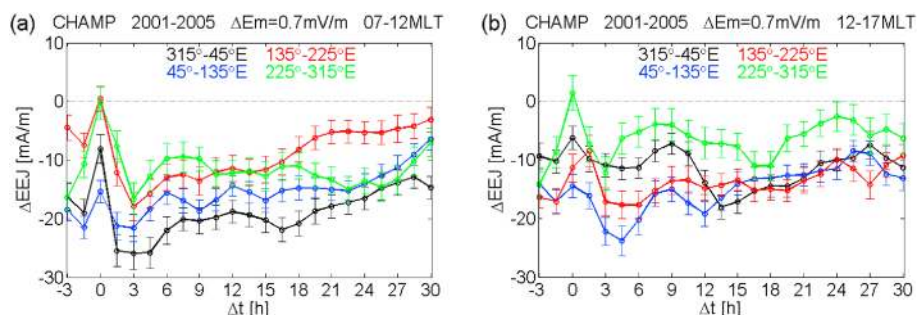 (a) CHAMP 2001-2005 ΔEm=0.7mV/m 07-12MLT
315°-45°E 135°-225°E
45°-135°E 225°-315°E
0
-10
-20
-30
ΔEEJ [mA/m]
-3 0 3 6 9 12 15 18 21 24 27 30
Δt [h]
(b) CHAMP 2001-2005 ΔEm=0.7mV/m 12-17MLT
315°-45°E 135°-225°E
45°-135°E 225°-315°E
0
-10
-20
-30
ΔEEJ [mA/m]
-3 0 3 6 9 12 15 18 21 24 27 30
Δt [h]